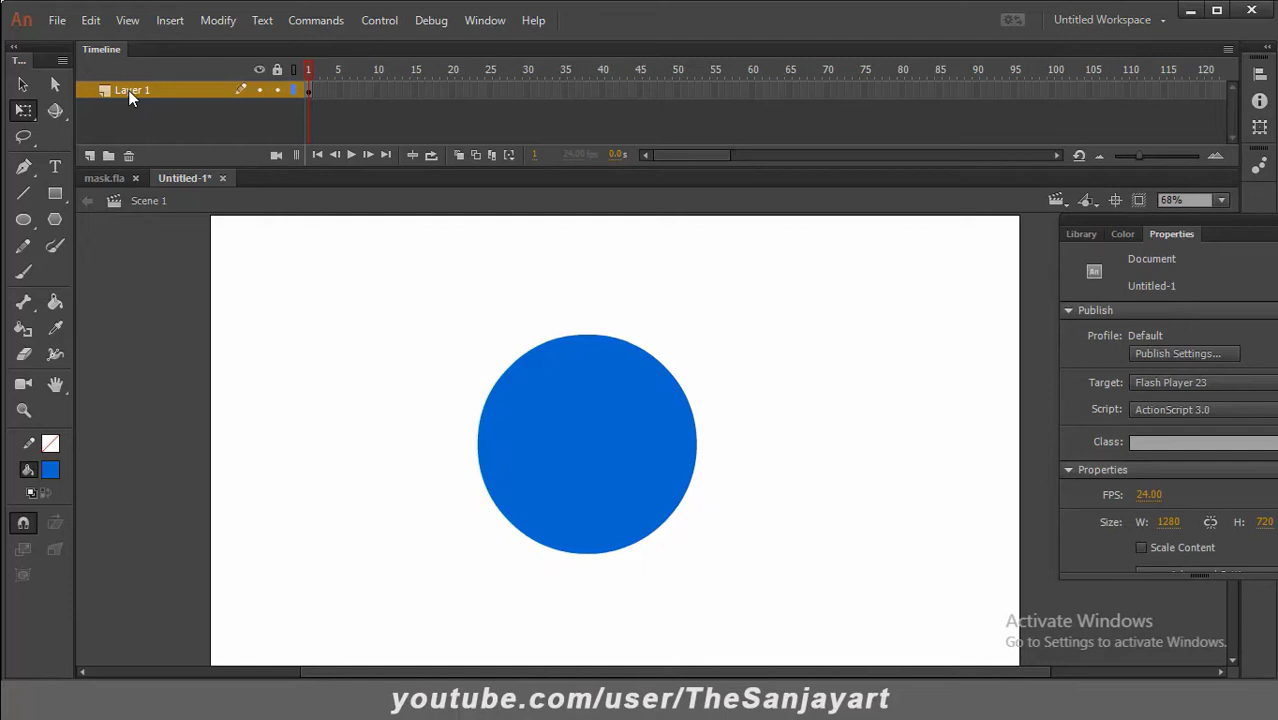 An File Edit View Insert Modify Text Commands Control Debug Window Help Untitled Workspace
T... Timeline
1 5 10 15 20 25 30 35 40 45 50 55 60 65 70 75 80 85 90 95 100 105 110 115 120
Layer 1
1 24.00 fps 0.0 s
mask.fla Untitled-1*
Scene 1 68%
Library Color Properties
An Document
Untitled-1
Publish
Profile: Default
Publish Settings...
Target: Flash Player 23
Script: ActionScript 3.0
Class:
Properties
FPS: 24.00
Size: W: 1280 H: 720
Scale Content
Activate Windows
Go to Settings to activate Windows.
youtube.com/user/TheSanjayart